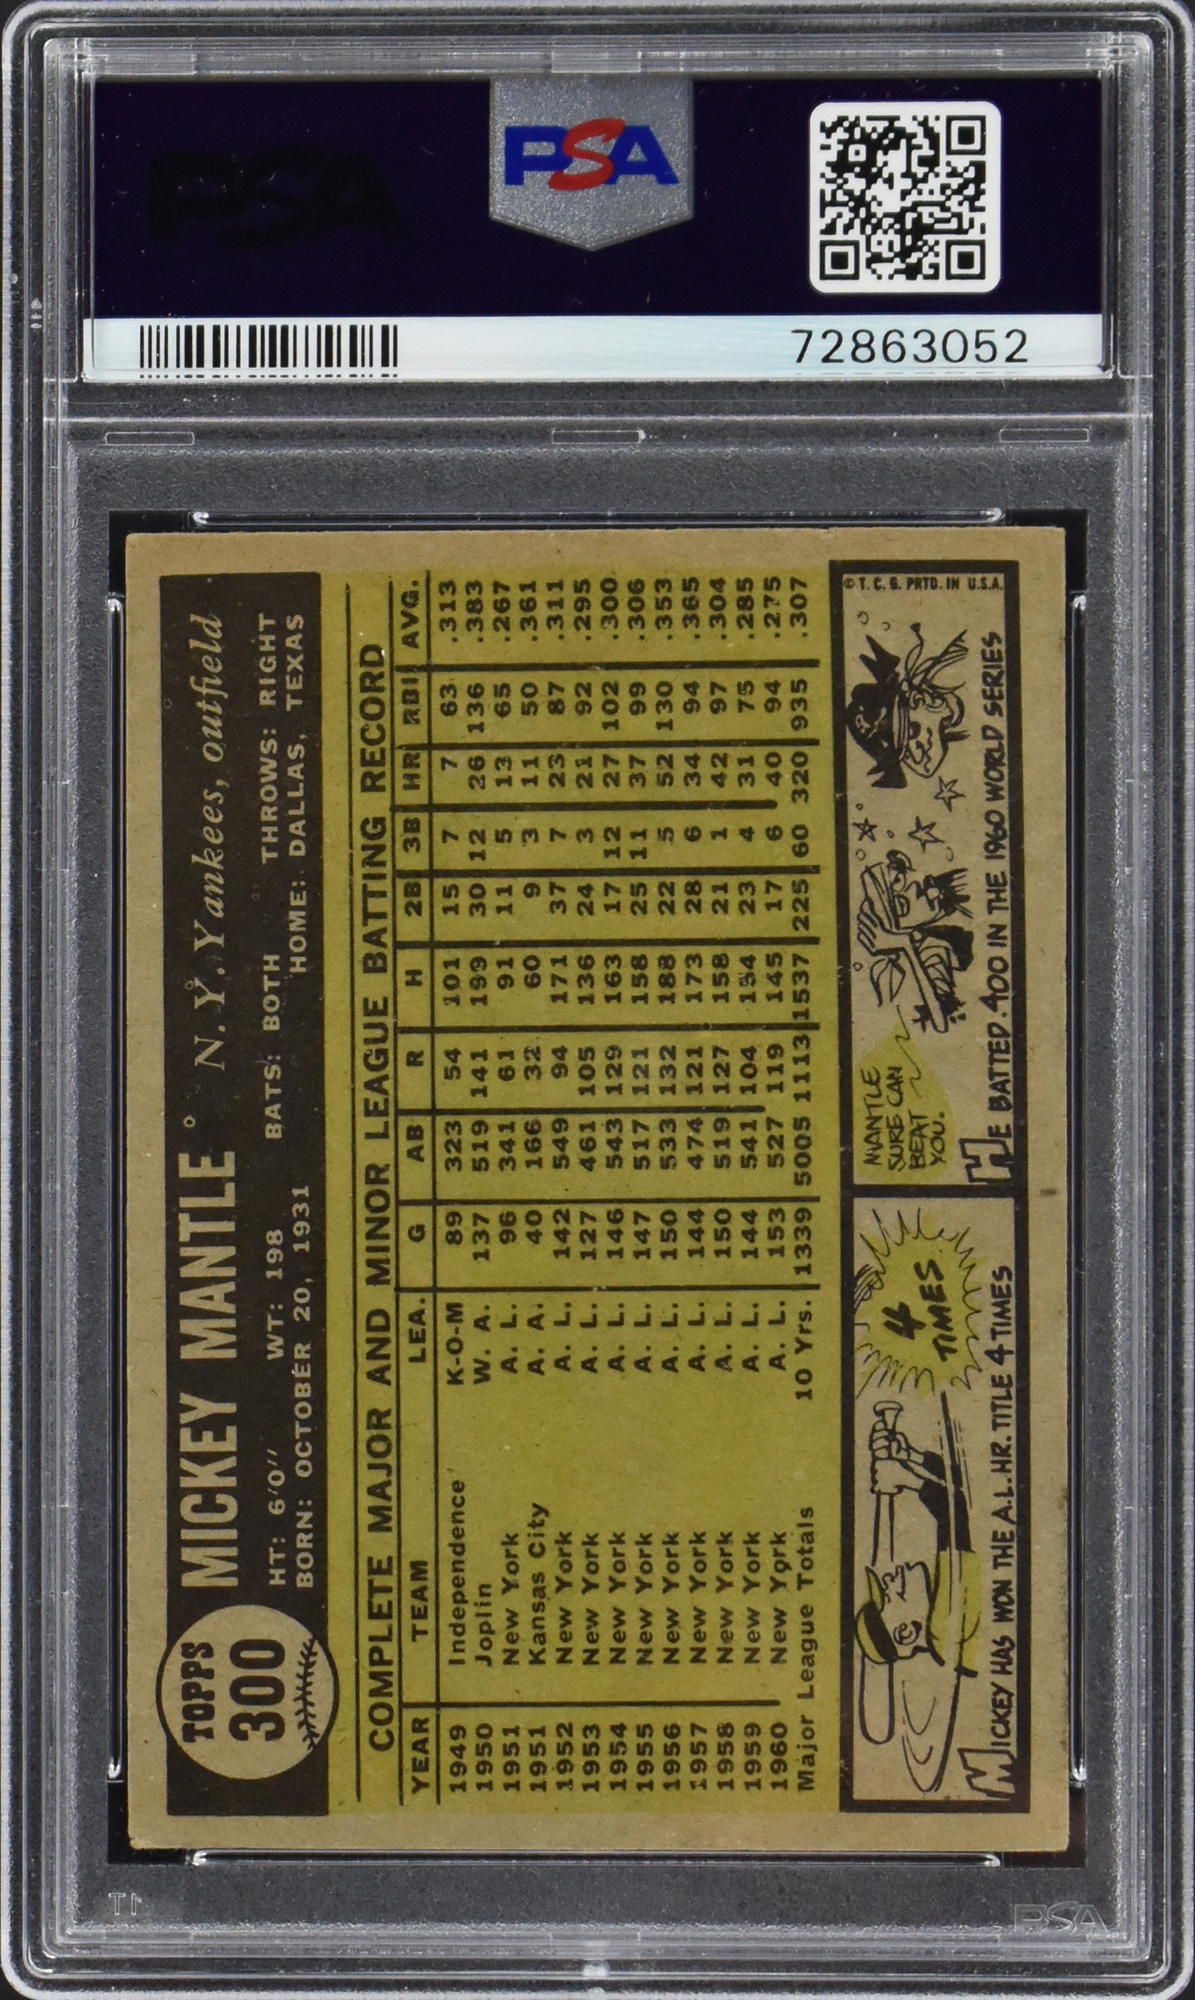 PSA
PSA
72863052
TOPPS
300
MICKEY MANTLE N. Y. Yankees, outfield
HT: 6'0'' WT: 198 BATS: BOTH THROWS: RIGHT
BORN: OCTOBER 20, 1931 HOME: DALLAS, TEXAS
COMPLETE MAJOR AND MINOR LEAGUE BATTING RECORD
YEAR TEAM LEA. G AB R H 2B 3B HR RBI AVG.
1949 Independence K-O-M 89 323 54 101 15 7 7 63 .313
1950 Joplin W. A. 137 519 141 199 30 12 26 136 .383
1951 New York A. L. 96 341 61 91 11 5 13 65 .267
1951 Kansas City A. A. 40 166 32 60 9 3 11 50 .361
1952 New York A. L. 142 549 94 171 37 7 23 87 .311
1953 New York A. L. 127 461 105 136 24 3 21 92 .295
1954 New York A. L. 146 543 129 163 17 12 27 102 .300
1955 New York A. L. 147 517 121 158 25 11 37 99 .306
1956 New York A. L. 150 533 132 188 22 5 52 130 .353
1957 New York A. L. 144 474 121 173 28 6 34 94 .365
1958 New York A. L. 150 519 127 158 21 1 42 97 .304
1959 New York A. L. 144 541 104 154 23 4 31 75 .285
1960 New York A. L. 153 527 119 145 17 6 40 94 .275
Major League Totals 10 Yrs. 1339 5005 1113 1537 225 60 320 935 .307
4
TIMES
MICKEY HAS WON THE A.L. HR. TITLE 4 TIMES
MANTLE
SURE CAN
BEAT
YOU.
HE BATTED .400 IN THE 1960 WORLD SERIES
© T. C. G. PRTD. IN U.S.A.
PSA